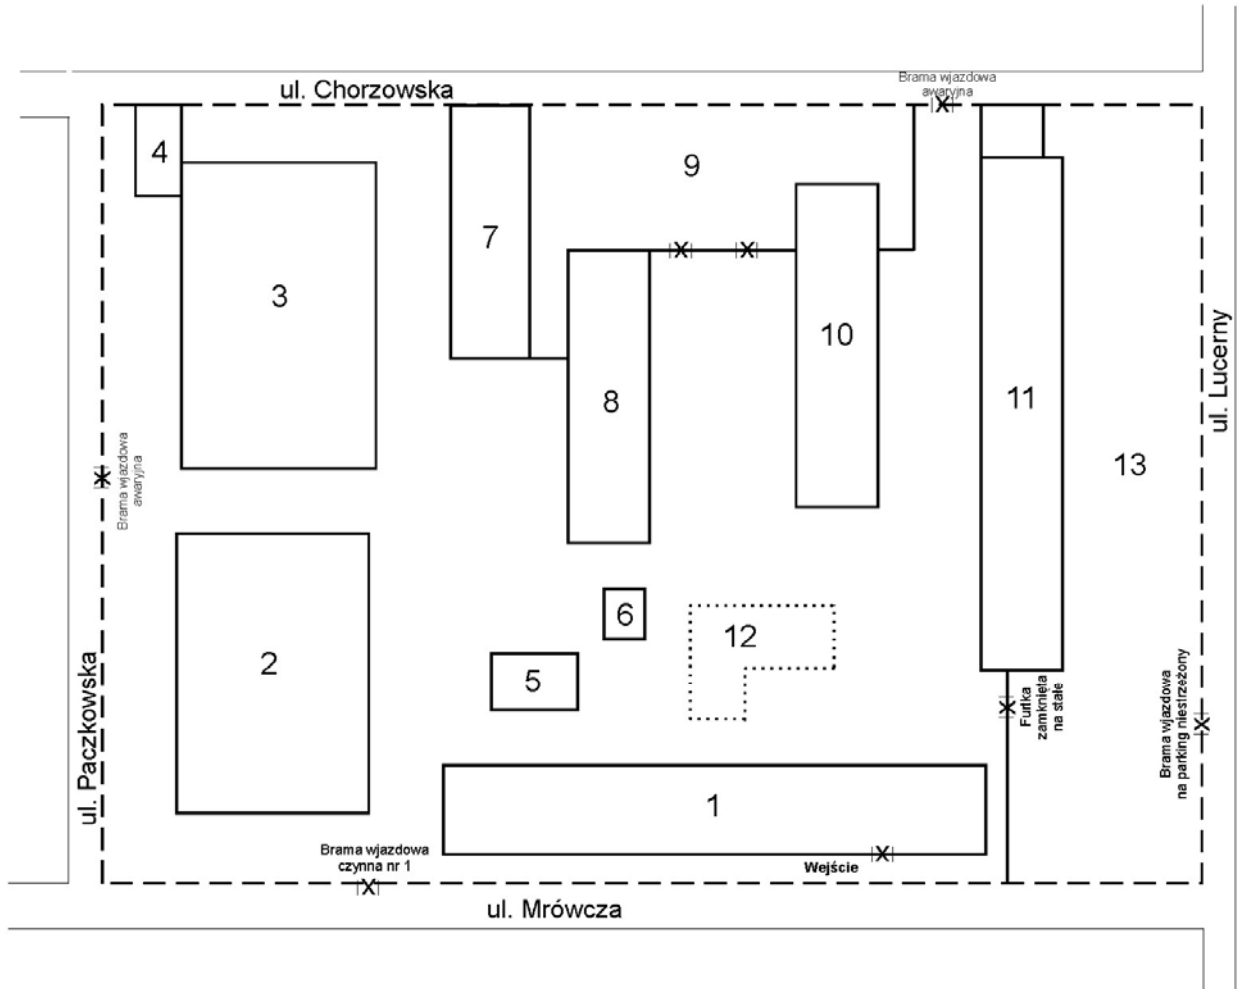 Brama wjazdowa
awaryjna
ul. Chorzowska
4
9
7
3
10
8
11
ul. Lucerny
13
Brama wjazdowa
awaryjna
6
12
2
5
ul. Paczkowska
Furtka
zamknięta
na stałe
Brama wjazdowa
na parking niestrzeżony
1
Brama wjazdowa
czynna nr 1
Wejście
ul. Mrówcza